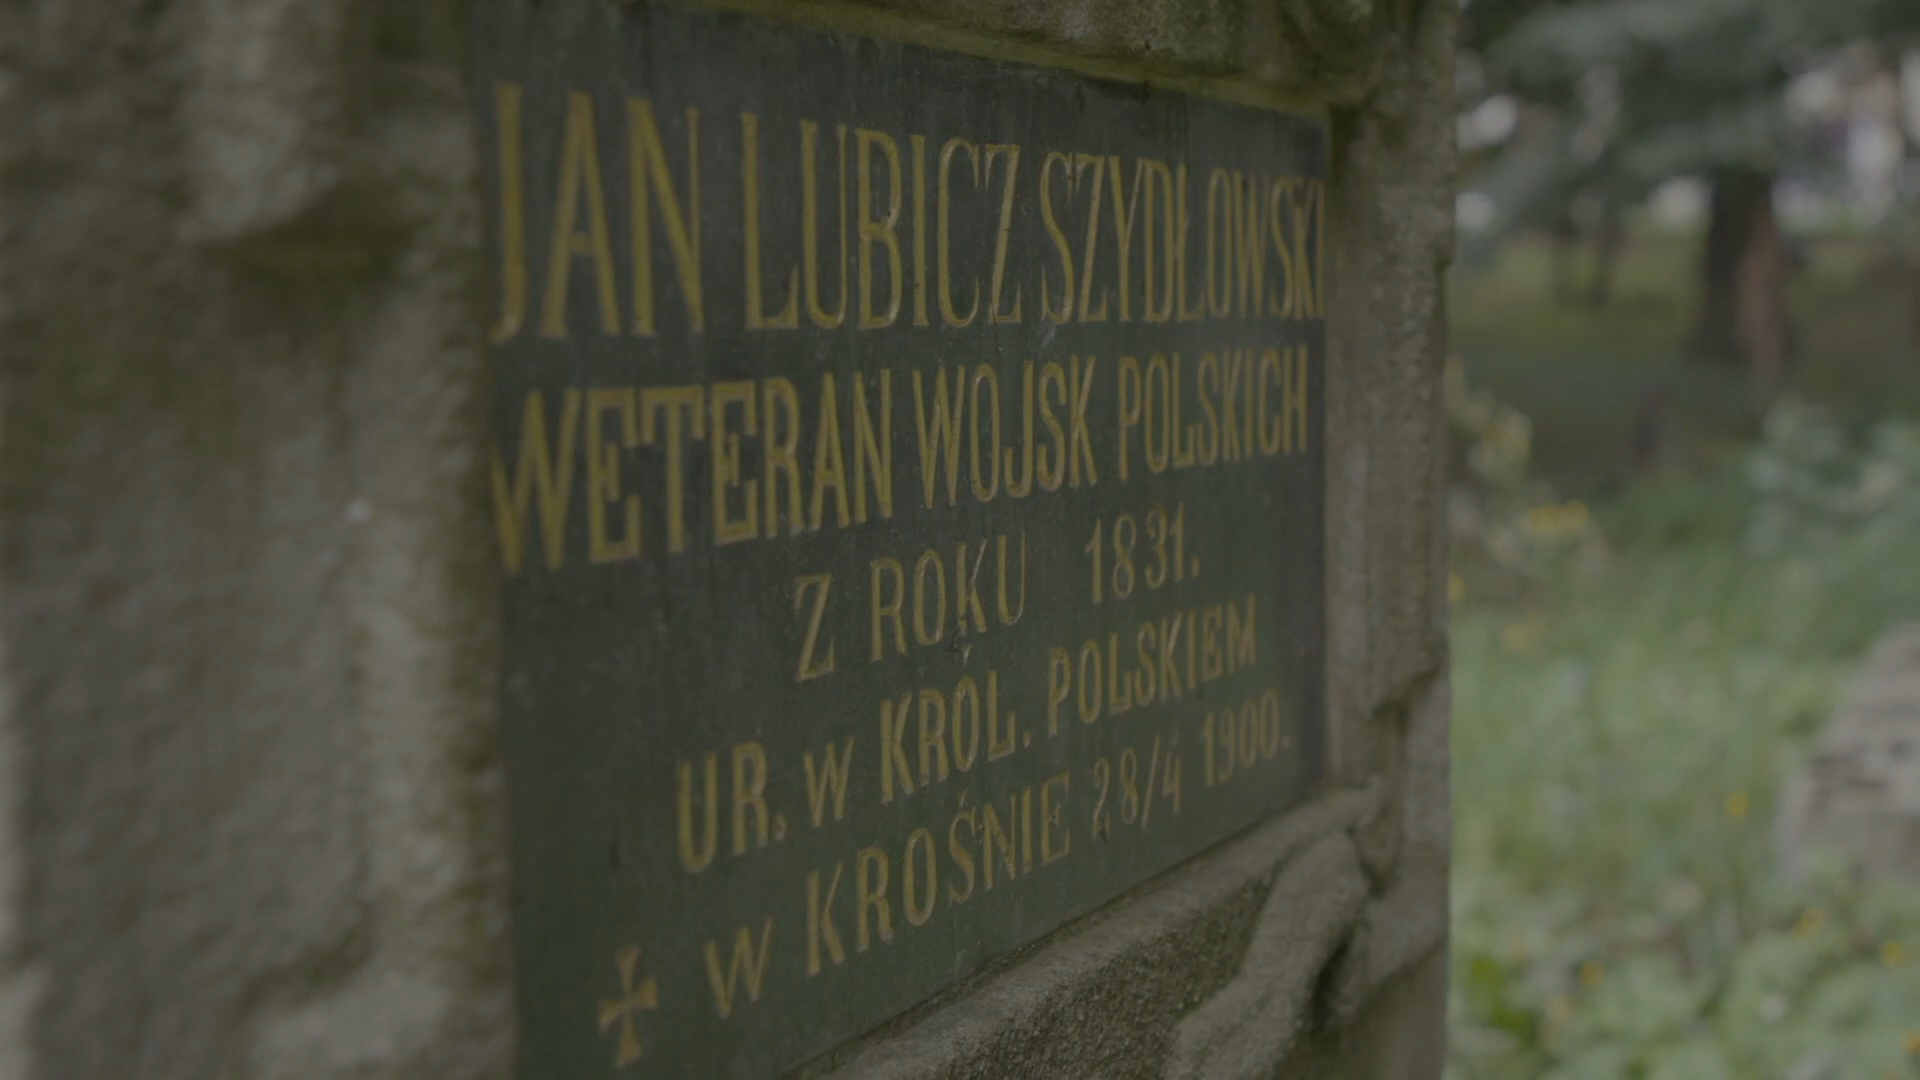 JAN LUBICZ SZYDŁOWSKI
WETERAN WOJSK POLSKICH
Z ROKU 1831.
UR. W KRÓL. POLSKIEM
✝ W KROŚNIE 28/4 1900.